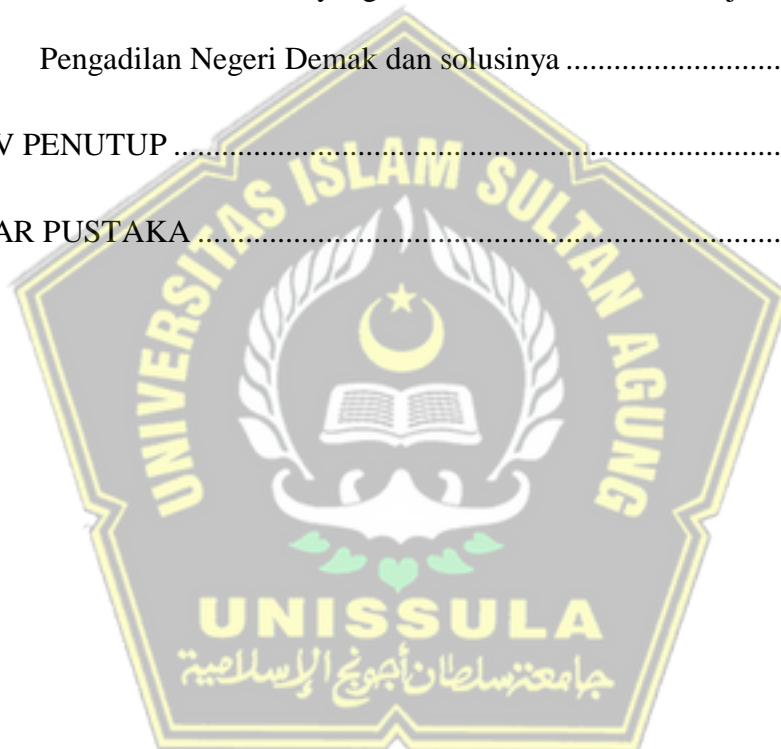 Pengadilan Negeri Demak dan solusinya ..........................
V PENUTUP ...........................................................................
AR PUSTAKA ........................................................................
UNIVERSITAS ISLAM SULTAN AGUNG
UNISSULA
جامعة سلطان أجونج الإسلامية